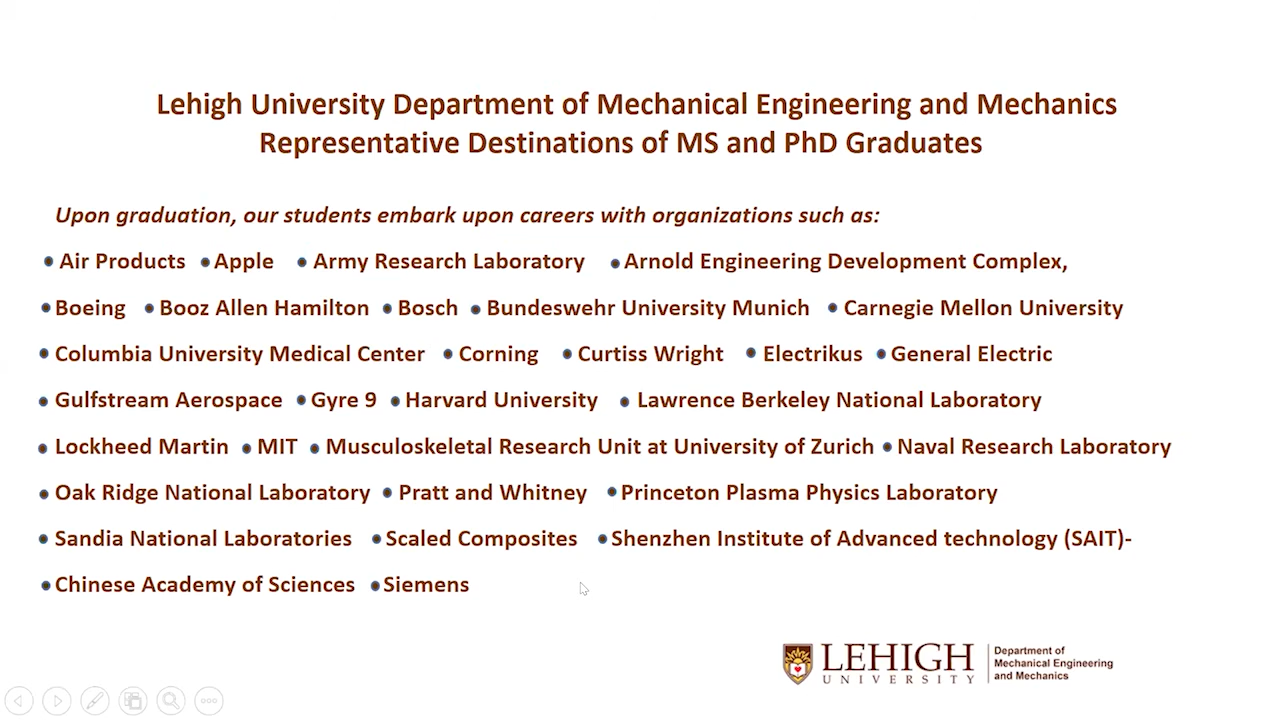 Lehigh University Department of Mechanical Engineering and Mechanics
Representative Destinations of MS and PhD Graduates
Upon graduation, our students embark upon careers with organizations such as:
• Air Products • Apple • Army Research Laboratory • Arnold Engineering Development Complex,
• Boeing • Booz Allen Hamilton • Bosch • Bundeswehr University Munich • Carnegie Mellon University
• Columbia University Medical Center • Corning • Curtiss Wright • Electrikus • General Electric
• Gulfstream Aerospace • Gyre 9 • Harvard University • Lawrence Berkeley National Laboratory
• Lockheed Martin • MIT • Musculoskeletal Research Unit at University of Zurich • Naval Research Laboratory
• Oak Ridge National Laboratory • Pratt and Whitney • Princeton Plasma Physics Laboratory
• Sandia National Laboratories • Scaled Composites • Shenzhen Institute of Advanced technology (SAIT)-
• Chinese Academy of Sciences • Siemens
LEHIGH
UNIVERSITY
Department of
Mechanical Engineering
and Mechanics